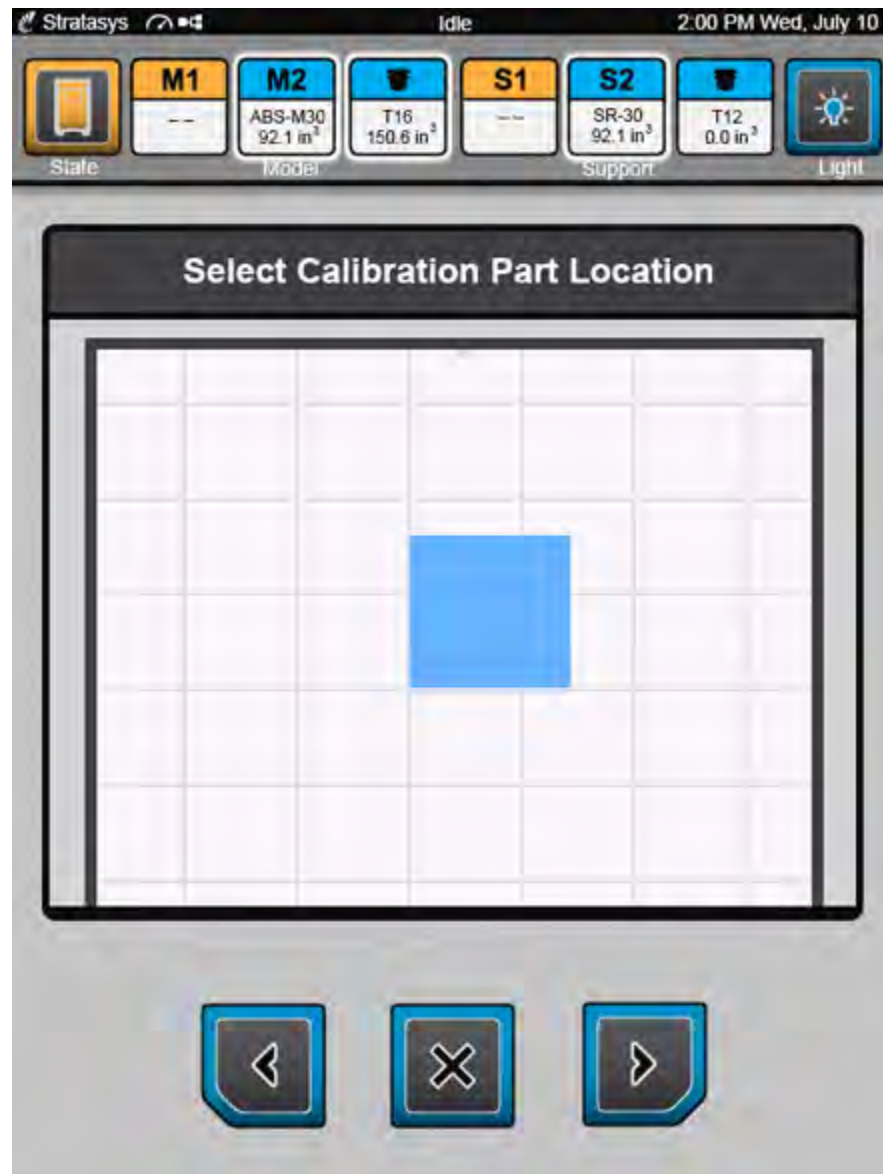 Stratasys Idle 2:00 PM Wed, July 10
M1 M2 S1 S2
-- ABS-M30 T16 -- SR-30 T12
92.1 in³ 150.6 in³ 92.1 in³ 0.0 in³
State Model Support Light
Select Calibration Part Location